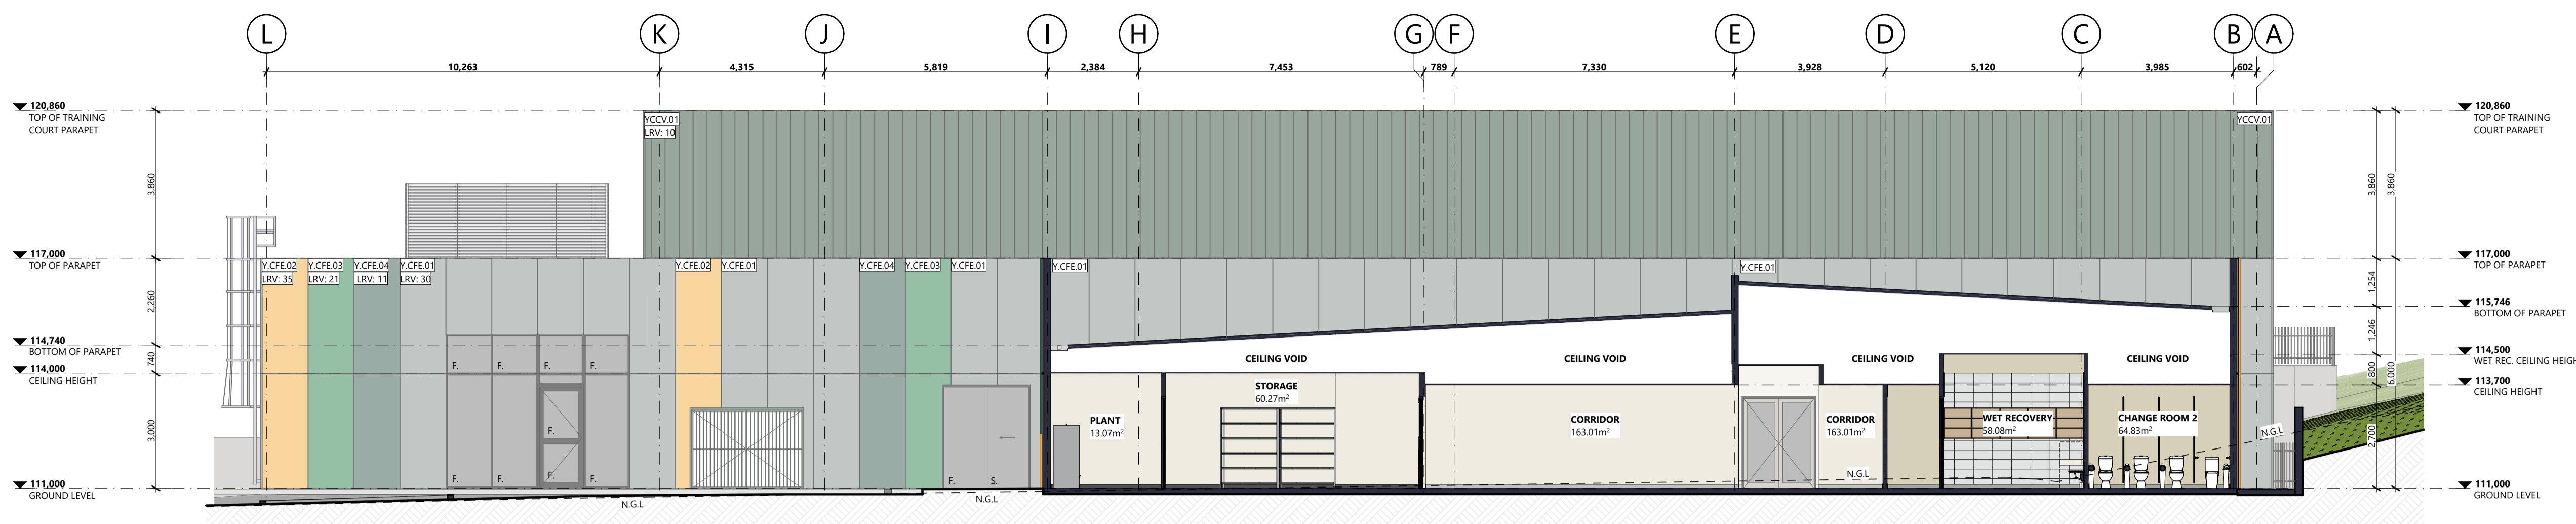 L K J I H G F E D C B A
10,263 4,315 5,819 2,384 7,453 789 7,330 3,928 5,120 3,985 602
120,860
TOP OF TRAINING
COURT PARAPET
117,000
TOP OF PARAPET
114,740
BOTTOM OF PARAPET
114,000
CEILING HEIGHT
111,000
GROUND LEVEL
3,860
2,260
740
3,000
YCCV.01
LRV: 10
YCCV.01
Y.CFE.02
LRV: 35
Y.CFE.03
LRV: 21
Y.CFE.04
LRV: 11
Y.CFE.01
LRV: 30
Y.CFE.02
Y.CFE.01
Y.CFE.04
Y.CFE.03
Y.CFE.01
Y.CFE.01
Y.CFE.01
F. F. F. F.
F.
F. F. F. F.
F. S.
CEILING VOID
CEILING VOID
CEILING VOID
CEILING VOID
PLANT
13.07m²
STORAGE
60.27m²
CORRIDOR
163.01m²
CORRIDOR
163.01m²
WET RECOVERY
58.08m²
CHANGE ROOM 2
64.83m²
N.G.L
N.G.L
N.G.L
N.G.L
3,860
1,254
1,246
800
2,700
3,860
6,000
120,860
TOP OF TRAINING
COURT PARAPET
117,000
TOP OF PARAPET
115,746
BOTTOM OF PARAPET
114,500
WET REC. CEILING HEIGH
113,700
CEILING HEIGHT
111,000
GROUND LEVEL